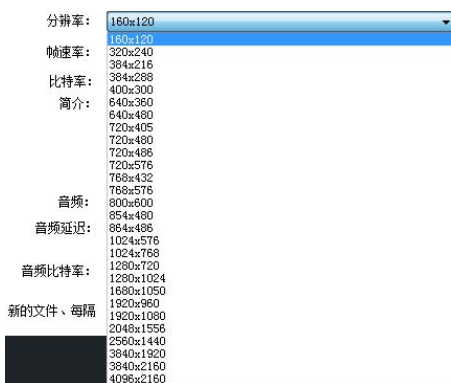 分辨率： 160x120
160x120
帧速率： 320x240
384x216
比特率： 384x288
400x300
简介： 640x360
640x480
720x405
720x480
720x486
720x576
768x432
768x576
音频： 800x600
854x480
音频延迟： 864x486
1024x576
1024x768
音频比特率： 1280x720
1280x1024
1680x1050
1920x960
新的文件、每隔 1920x1080
2048x1556
2560x1440
3840x1920
3840x2160
4096x2160